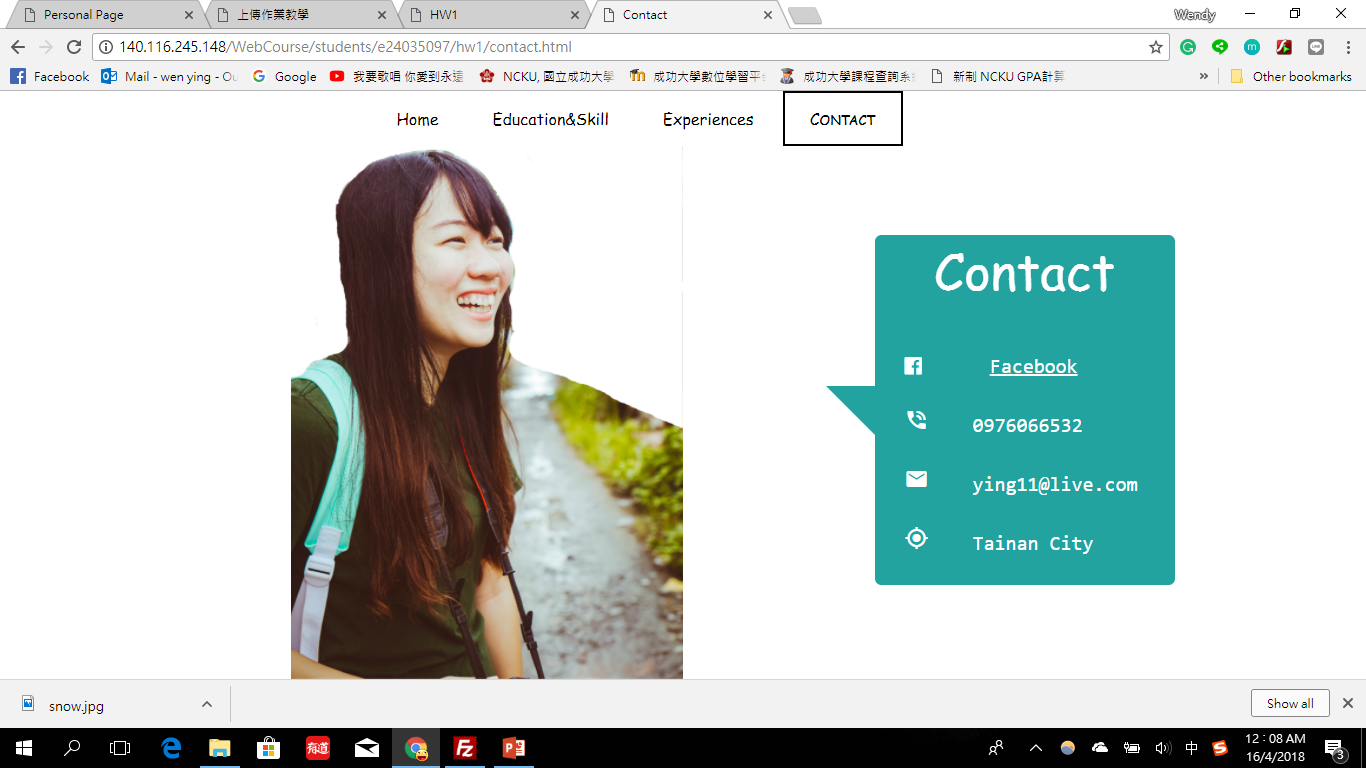 Personal Page
上傳作業教學
HW1
Contact
Wendy
140.116.245.148/WebCourse/students/e24035097/hw1/contact.html
Facebook
Mail - wen ying - Ou
Google
我要歌唱 你愛到永遠
NCKU, 國立成功大學
成功大學數位學習平
成功大學課程查詢系
新制 NCKU GPA計算
»
Other bookmarks
Home
Education&Skill
Experiences
CONTACT
Contact
Facebook
0976066532
ying11@live.com
Tainan City
snow.jpg
Show all
有道
中
12:08 AM
16/4/2018
3